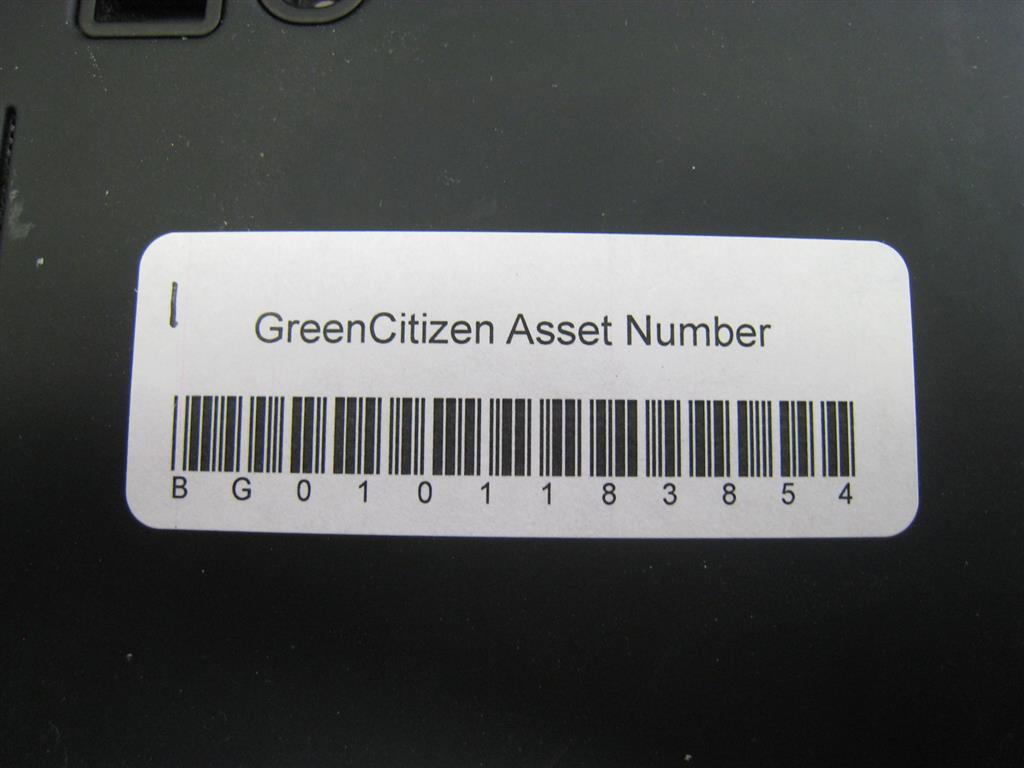 GreenCitizen Asset Number
B G 0 1 0 1 1 8 3 8 5 4